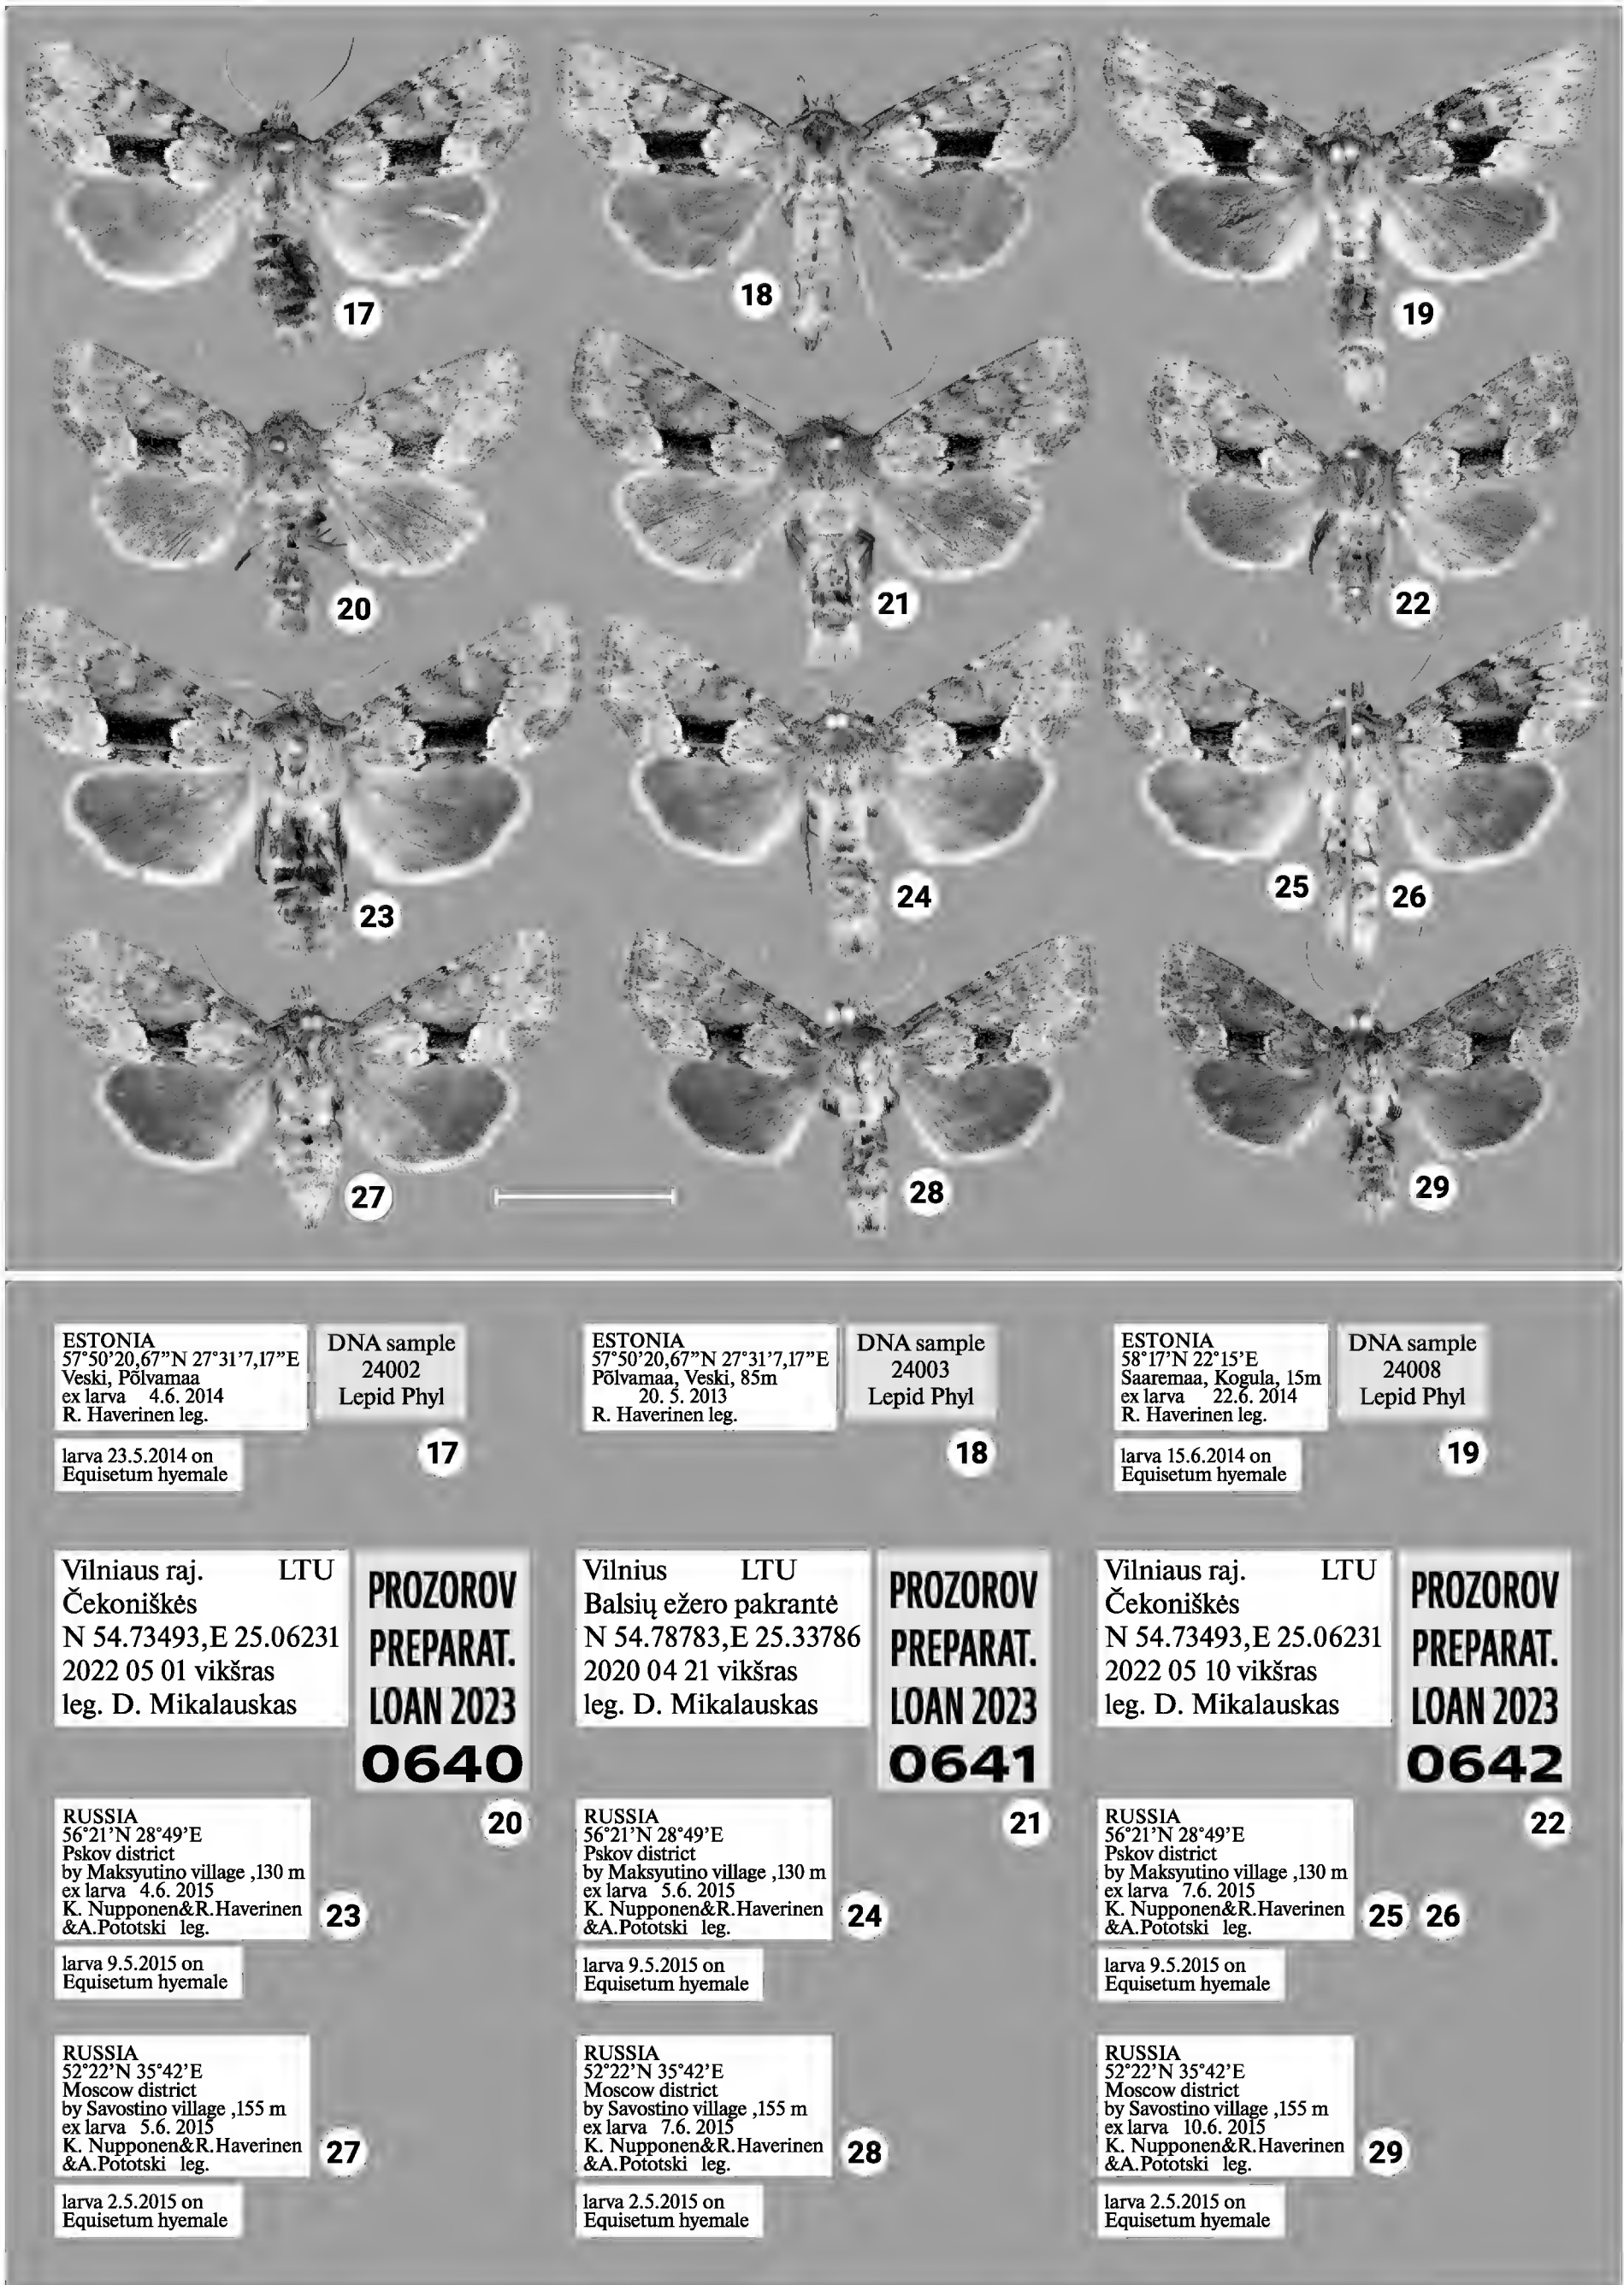 17
18
19
20
21
22
23
24
25
26
27
28
29
ESTONIA
57°50'20,67”N 27°31'7,17”E
Veski, Põlvamaa
ex larva 4.6. 2014
R. Haverinen leg.
DNA sample
24002
Lepid Phyl
larva 23.5.2014 on
Equisetum hyemale
17
ESTONIA
57°50'20,67”N 27°31'7,17”E
Põlvamaa, Veski, 85m
20. 5. 2013
R. Haverinen leg.
DNA sample
24003
Lepid Phyl
18
ESTONIA
58°17'N 22°15'E
Saaremaa, Kogula, 15m
ex larva 22.6. 2014
R. Haverinen leg.
DNA sample
24008
Lepid Phyl
larva 15.6.2014 on
Equisetum hyemale
19
Vilniaus raj. LTU
Čekoniškės
N 54.73493,E 25.06231
2022 05 01 vikšras
leg. D. Mikalauskas
PROZOROV
PREPARAT.
LOAN 2023
0640
20
Vilnius LTU
Balsių ežero pakrantė
N 54.78783,E 25.33786
2020 04 21 vikšras
leg. D. Mikalauskas
PROZOROV
PREPARAT.
LOAN 2023
0641
21
Vilniaus raj. LTU
Čekoniškės
N 54.73493,E 25.06231
2022 05 10 vikšras
leg. D. Mikalauskas
PROZOROV
PREPARAT.
LOAN 2023
0642
22
RUSSIA
56°21'N 28°49'E
Pskov district
by Maksyutino village ,130 m
ex larva 4.6. 2015
K. Nupponen&R.Haverinen
&A.Pototski leg.
larva 9.5.2015 on
Equisetum hyemale
23
RUSSIA
56°21'N 28°49'E
Pskov district
by Maksyutino village ,130 m
ex larva 5.6. 2015
K. Nupponen&R.Haverinen
&A.Pototski leg.
larva 9.5.2015 on
Equisetum hyemale
24
RUSSIA
56°21'N 28°49'E
Pskov district
by Maksyutino village ,130 m
ex larva 7.6. 2015
K. Nupponen&R.Haverinen
&A.Pototski leg.
larva 9.5.2015 on
Equisetum hyemale
25 26
RUSSIA
52°22'N 35°42'E
Moscow district
by Savostino village ,155 m
ex larva 5.6. 2015
K. Nupponen&R.Haverinen
&A.Pototski leg.
larva 2.5.2015 on
Equisetum hyemale
27
RUSSIA
52°22'N 35°42'E
Moscow district
by Savostino village ,155 m
ex larva 7.6. 2015
K. Nupponen&R.Haverinen
&A.Pototski leg.
larva 2.5.2015 on
Equisetum hyemale
28
RUSSIA
52°22'N 35°42'E
Moscow district
by Savostino village ,155 m
ex larva 10.6. 2015
K. Nupponen&R.Haverinen
&A.Pototski leg.
larva 2.5.2015 on
Equisetum hyemale
29